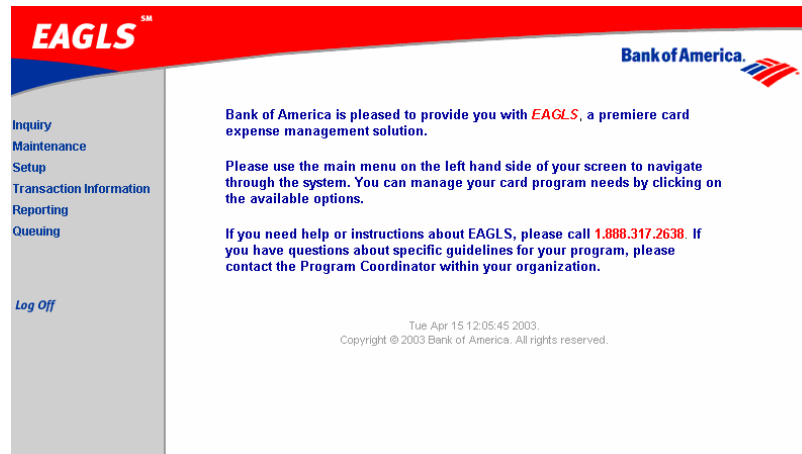 EAGLS SM
Bank of America.
Inquiry
Maintenance
Setup
Transaction Information
Reporting
Queuing
Log Off
Bank of America is pleased to provide you with EAGLS, a premiere card
expense management solution.
Please use the main menu on the left hand side of your screen to navigate
through the system. You can manage your card program needs by clicking on
the available options.
If you need help or instructions about EAGLS, please call 1.888.317.2638. If
you have questions about specific guidelines for your program, please
contact the Program Coordinator within your organization.
Tue Apr 15 12:05:45 2003.
Copyright © 2003 Bank of America. All rights reserved.